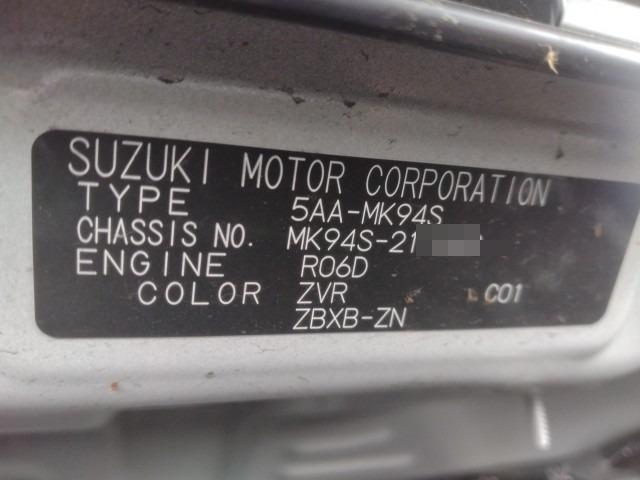 SUZUKI MOTOR CORPORATION
TYPE 5AA-MK94S
CHASSIS NO. MK94S-21
ENGINE R06D
COLOR ZVR C01
ZBXB-ZN